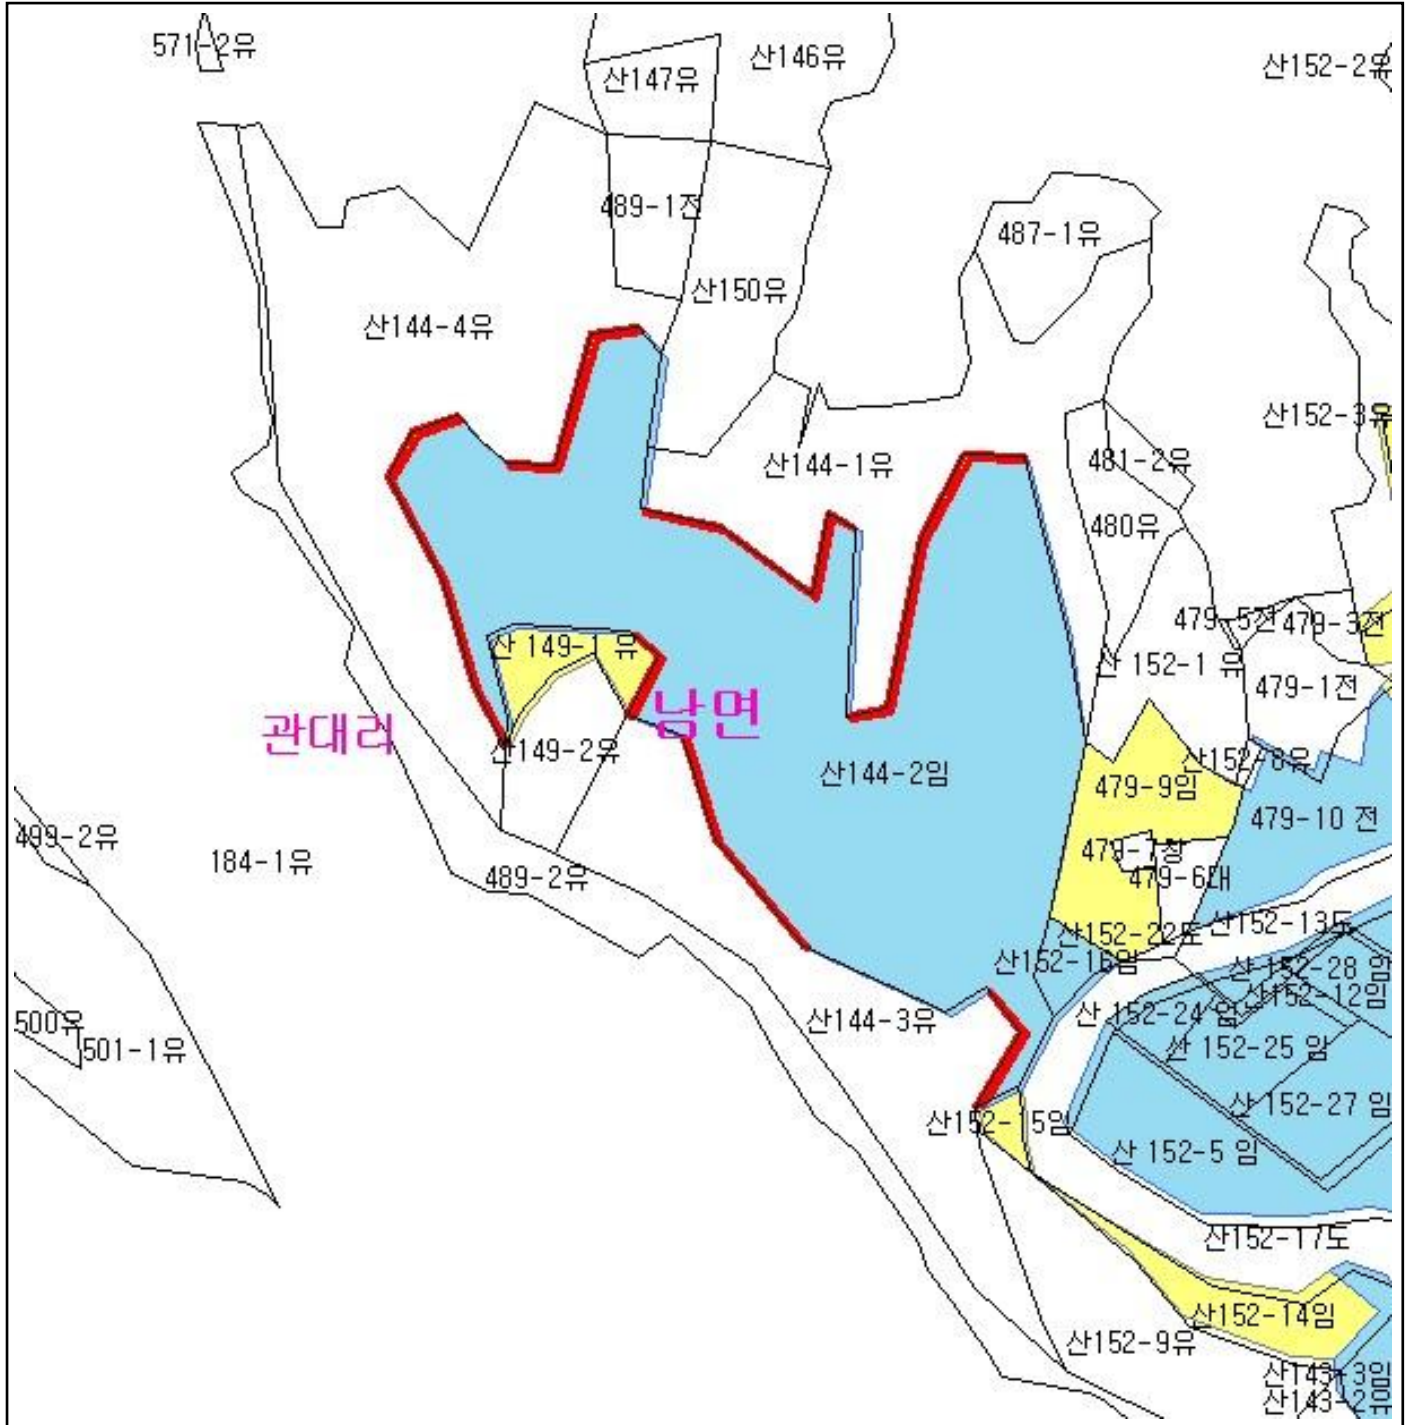 571-2유
산147유
산146유
산152-2유
489-1전
487-1유
산150유
산144-4유
산152-3유
산144-1유
481-2유
480유
479-5전
479-3전
산 149-1 유
산 152-1 유
479-1전
남면
관대리
산149-2유
산152-8유
산144-2임
479-9임
479-10 전
499-2유
479-7창
184-1유
489-2유
479-6대
산152-13도
산152-22도
산152-16임
산 152-28 임
산152-12임
500유
산144-3유
산 152-24 임
501-1유
산 152-25 임
산 152-27 임
산152-15임
산 152-5 임
산152-17도
산152-14임
산152-9유
산143-3임
산143-2유